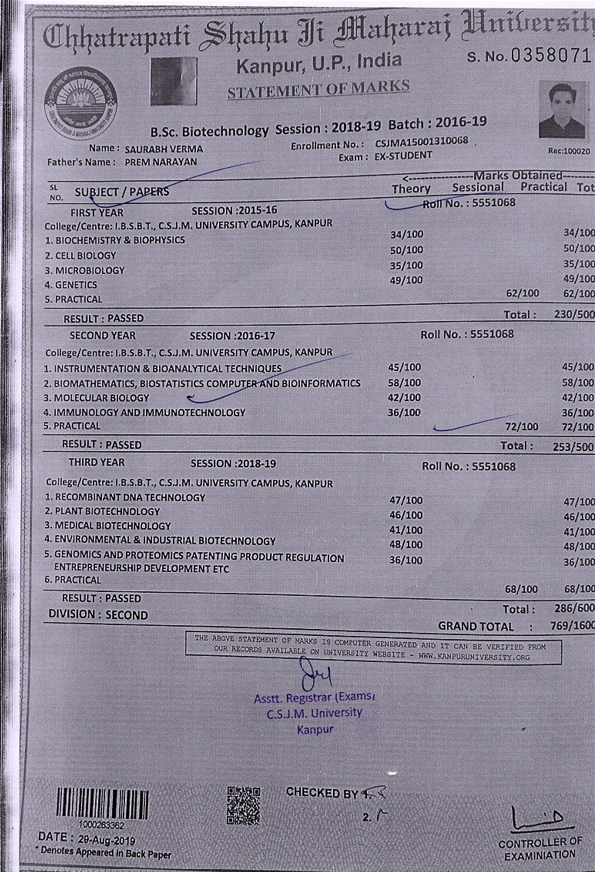 Chhatrapati Shahu Ji Maharaj University
Kanpur, U.P., India
S. No. 0358071
STATEMENT OF MARKS
B.Sc. Biotechnology Session : 2018-19 Batch : 2016-19
Name : SAURABH VERMA Enrollment No. : CSJMA15001310068
Father's Name : PREM NARAYAN Exam : EX-STUDENT
Rec:100020
<---------------Marks Obtained---
SL NO. SUBJECT / PAPERS Theory Sessional Practical Tot
FIRST YEAR SESSION :2015-16 Roll No. : 5551068
College/Centre: I.B.S.B.T., C.S.J.M. UNIVERSITY CAMPUS, KANPUR
1. BIOCHEMISTRY & BIOPHYSICS 34/100 34/100
2. CELL BIOLOGY 50/100 50/100
3. MICROBIOLOGY 35/100 35/100
4. GENETICS 49/100 49/100
5. PRACTICAL 62/100 62/100
RESULT : PASSED Total : 230/500
SECOND YEAR SESSION :2016-17 Roll No. : 5551068
College/Centre: I.B.S.B.T., C.S.J.M. UNIVERSITY CAMPUS, KANPUR
1. INSTRUMENTATION & BIOANALYTICAL TECHNIQUES 45/100 45/100
2. BIOMATHEMATICS, BIOSTATISTICS COMPUTER AND BIOINFORMATICS 58/100 58/100
3. MOLECULAR BIOLOGY 42/100 42/100
4. IMMUNOLOGY AND IMMUNOTECHNOLOGY 36/100 36/100
5. PRACTICAL 72/100 72/100
RESULT : PASSED Total : 253/500
THIRD YEAR SESSION :2018-19 Roll No. : 5551068
College/Centre: I.B.S.B.T., C.S.J.M. UNIVERSITY CAMPUS, KANPUR
1. RECOMBINANT DNA TECHNOLOGY 47/100 47/100
2. PLANT BIOTECHNOLOGY 46/100 46/100
3. MEDICAL BIOTECHNOLOGY 41/100 41/100
4. ENVIRONMENTAL & INDUSTRIAL BIOTECHNOLOGY 48/100 48/100
5. GENOMICS AND PROTEOMICS PATENTING PRODUCT REGULATION 36/100 36/100
ENTREPRENEURSHIP DEVELOPMENT ETC
6. PRACTICAL 68/100 68/100
RESULT : PASSED Total : 286/600
DIVISION : SECOND GRAND TOTAL : 769/1600
THE ABOVE STATEMENT OF MARKS IS COMPUTER GENERATED AND IT CAN BE VERIFIED FROM
OUR RECORDS AVAILABLE ON UNIVERSITY WEBSITE - WWW.KANPURUNIVERSITY.ORG
Asstt. Registrar (Exams)
C.S.J.M. University
Kanpur
CHECKED BY
2.
1000263362
DATE : 29-Aug-2019
* Denotes Appeared in Back Paper
CONTROLLER OF
EXAMINIATION